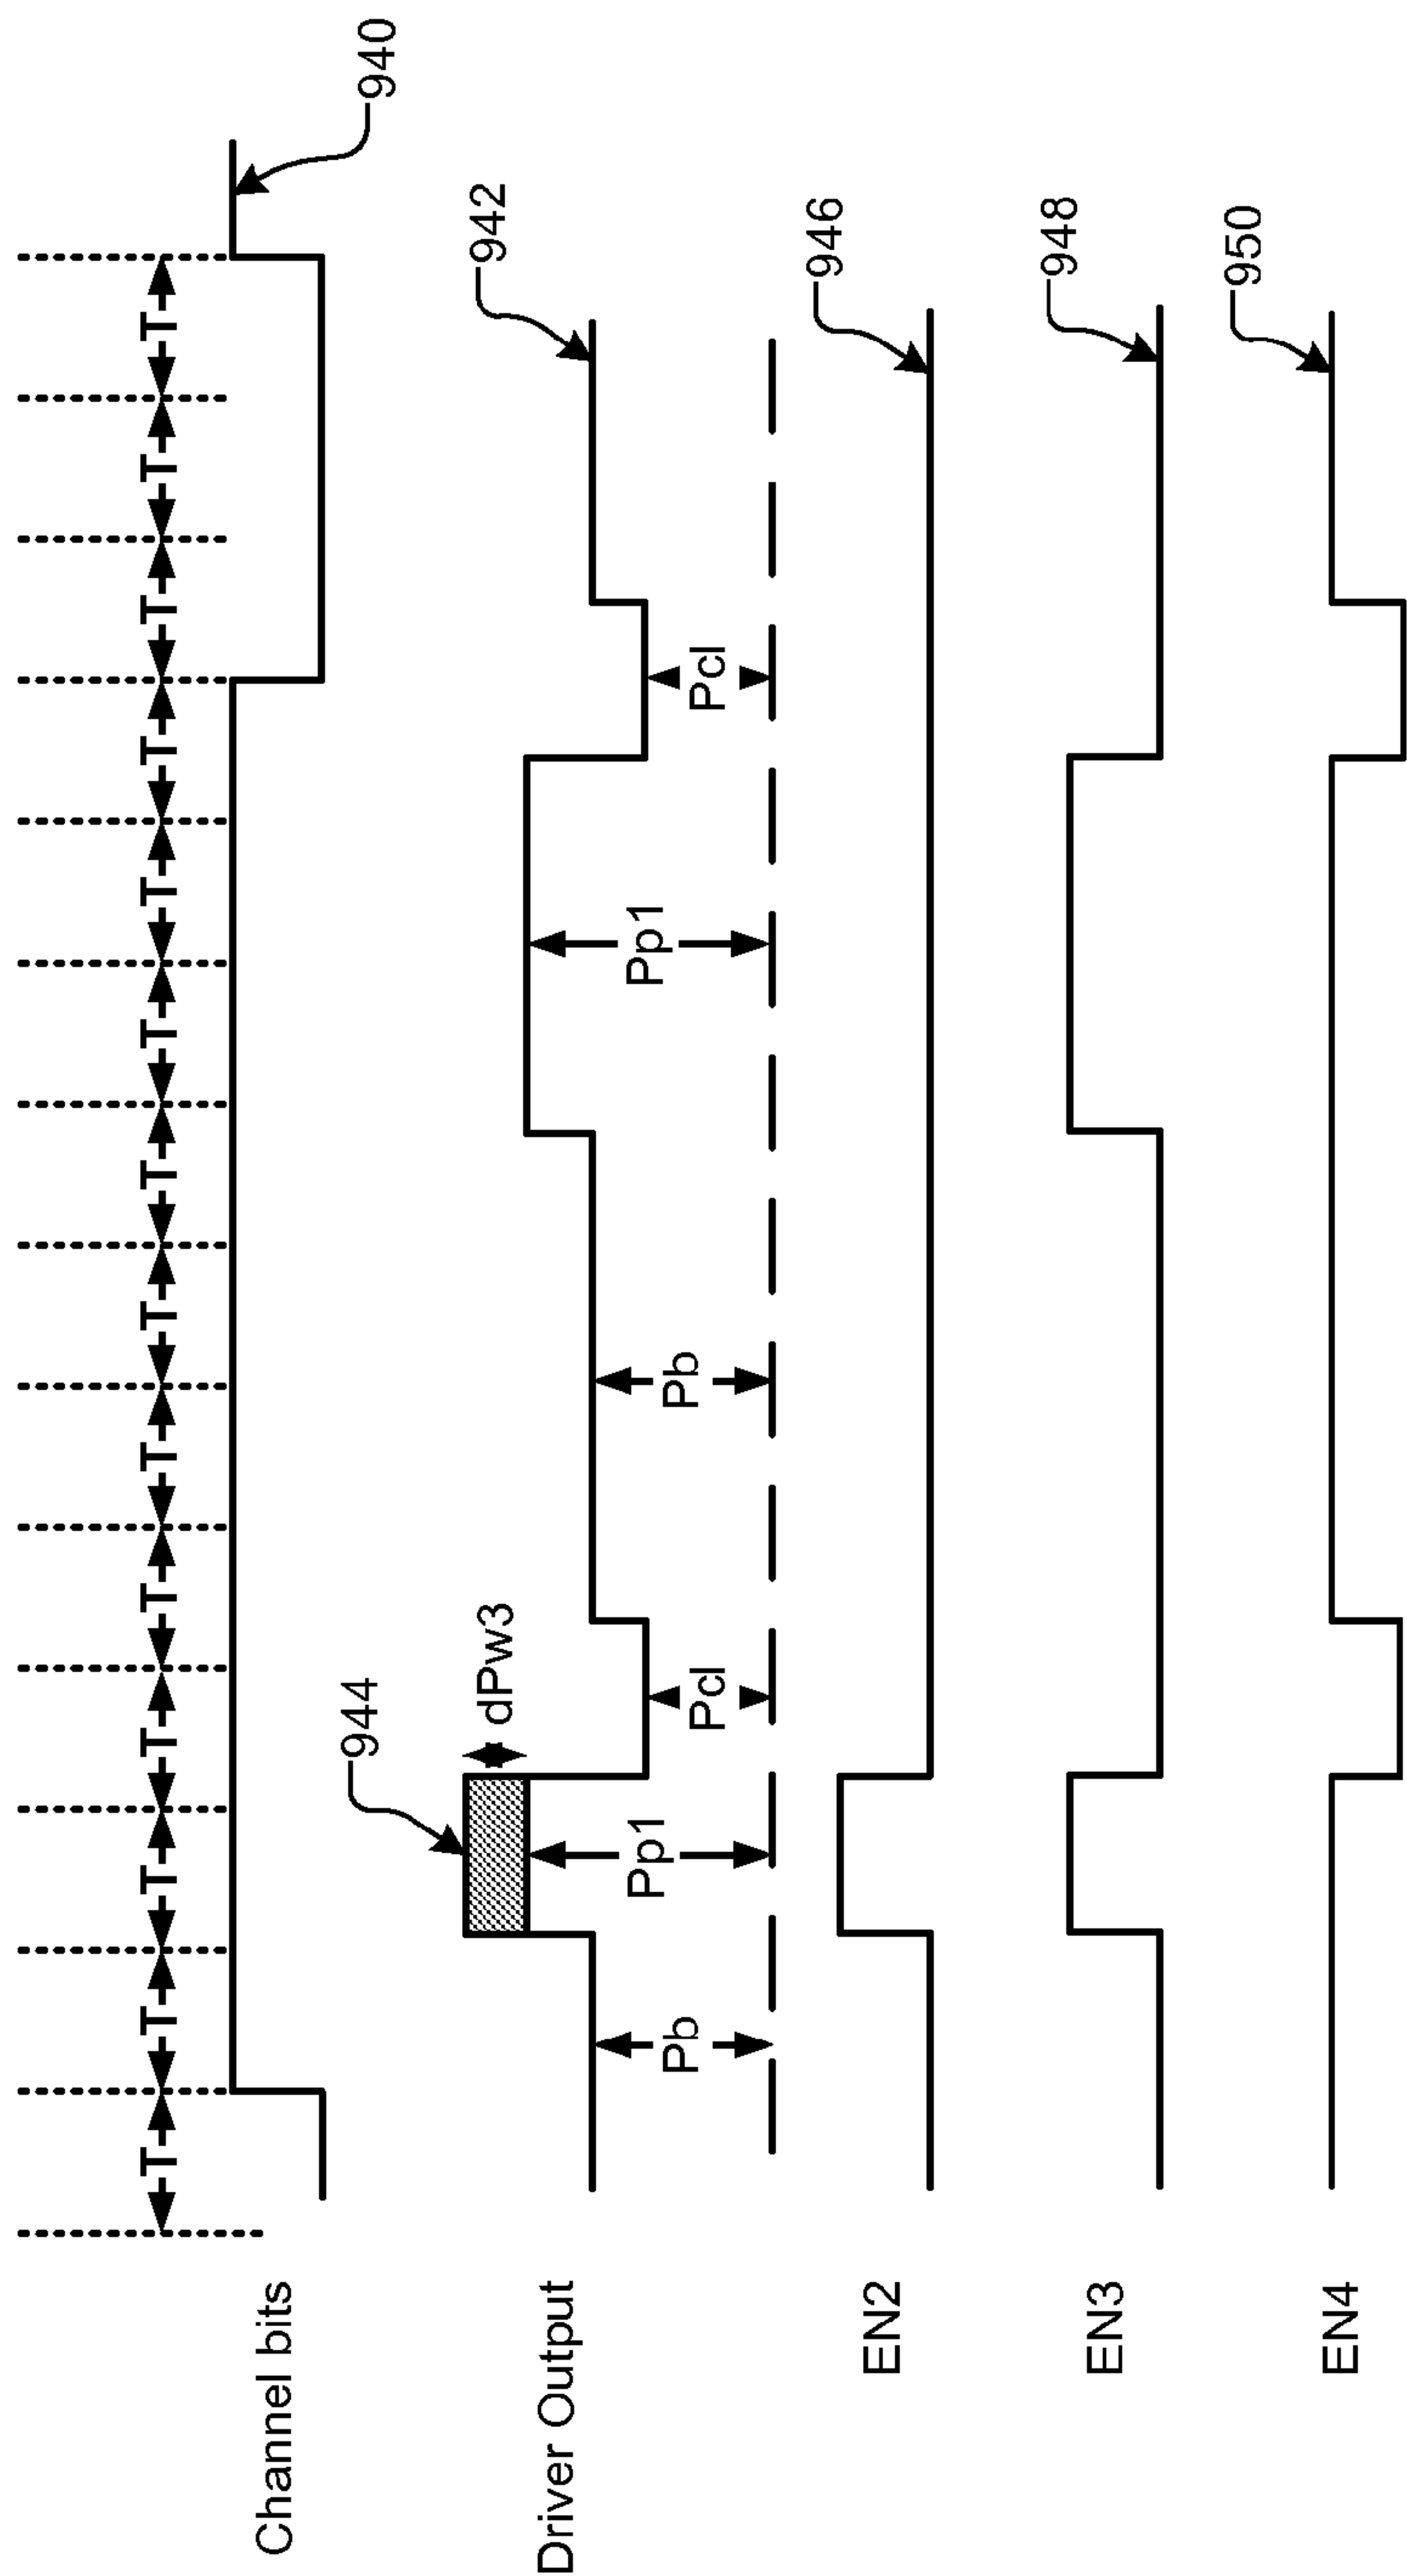 T T T T T T T T T T T T T T
Channel bits
940
944
dPw3
942
Driver Output
Pb Pp1 Pcl Pb Pp1 Pcl
946
EN2
948
EN3
950
EN4